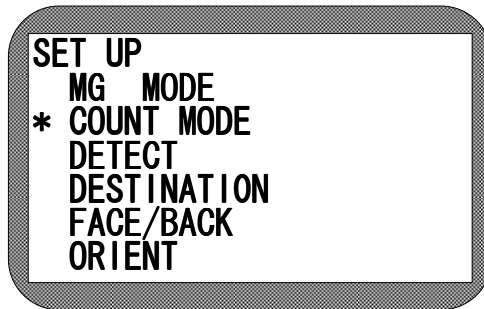 SET UP
MG MODE
* COUNT MODE
DETECT
DESTINATION
FACE/BACK
ORIENT